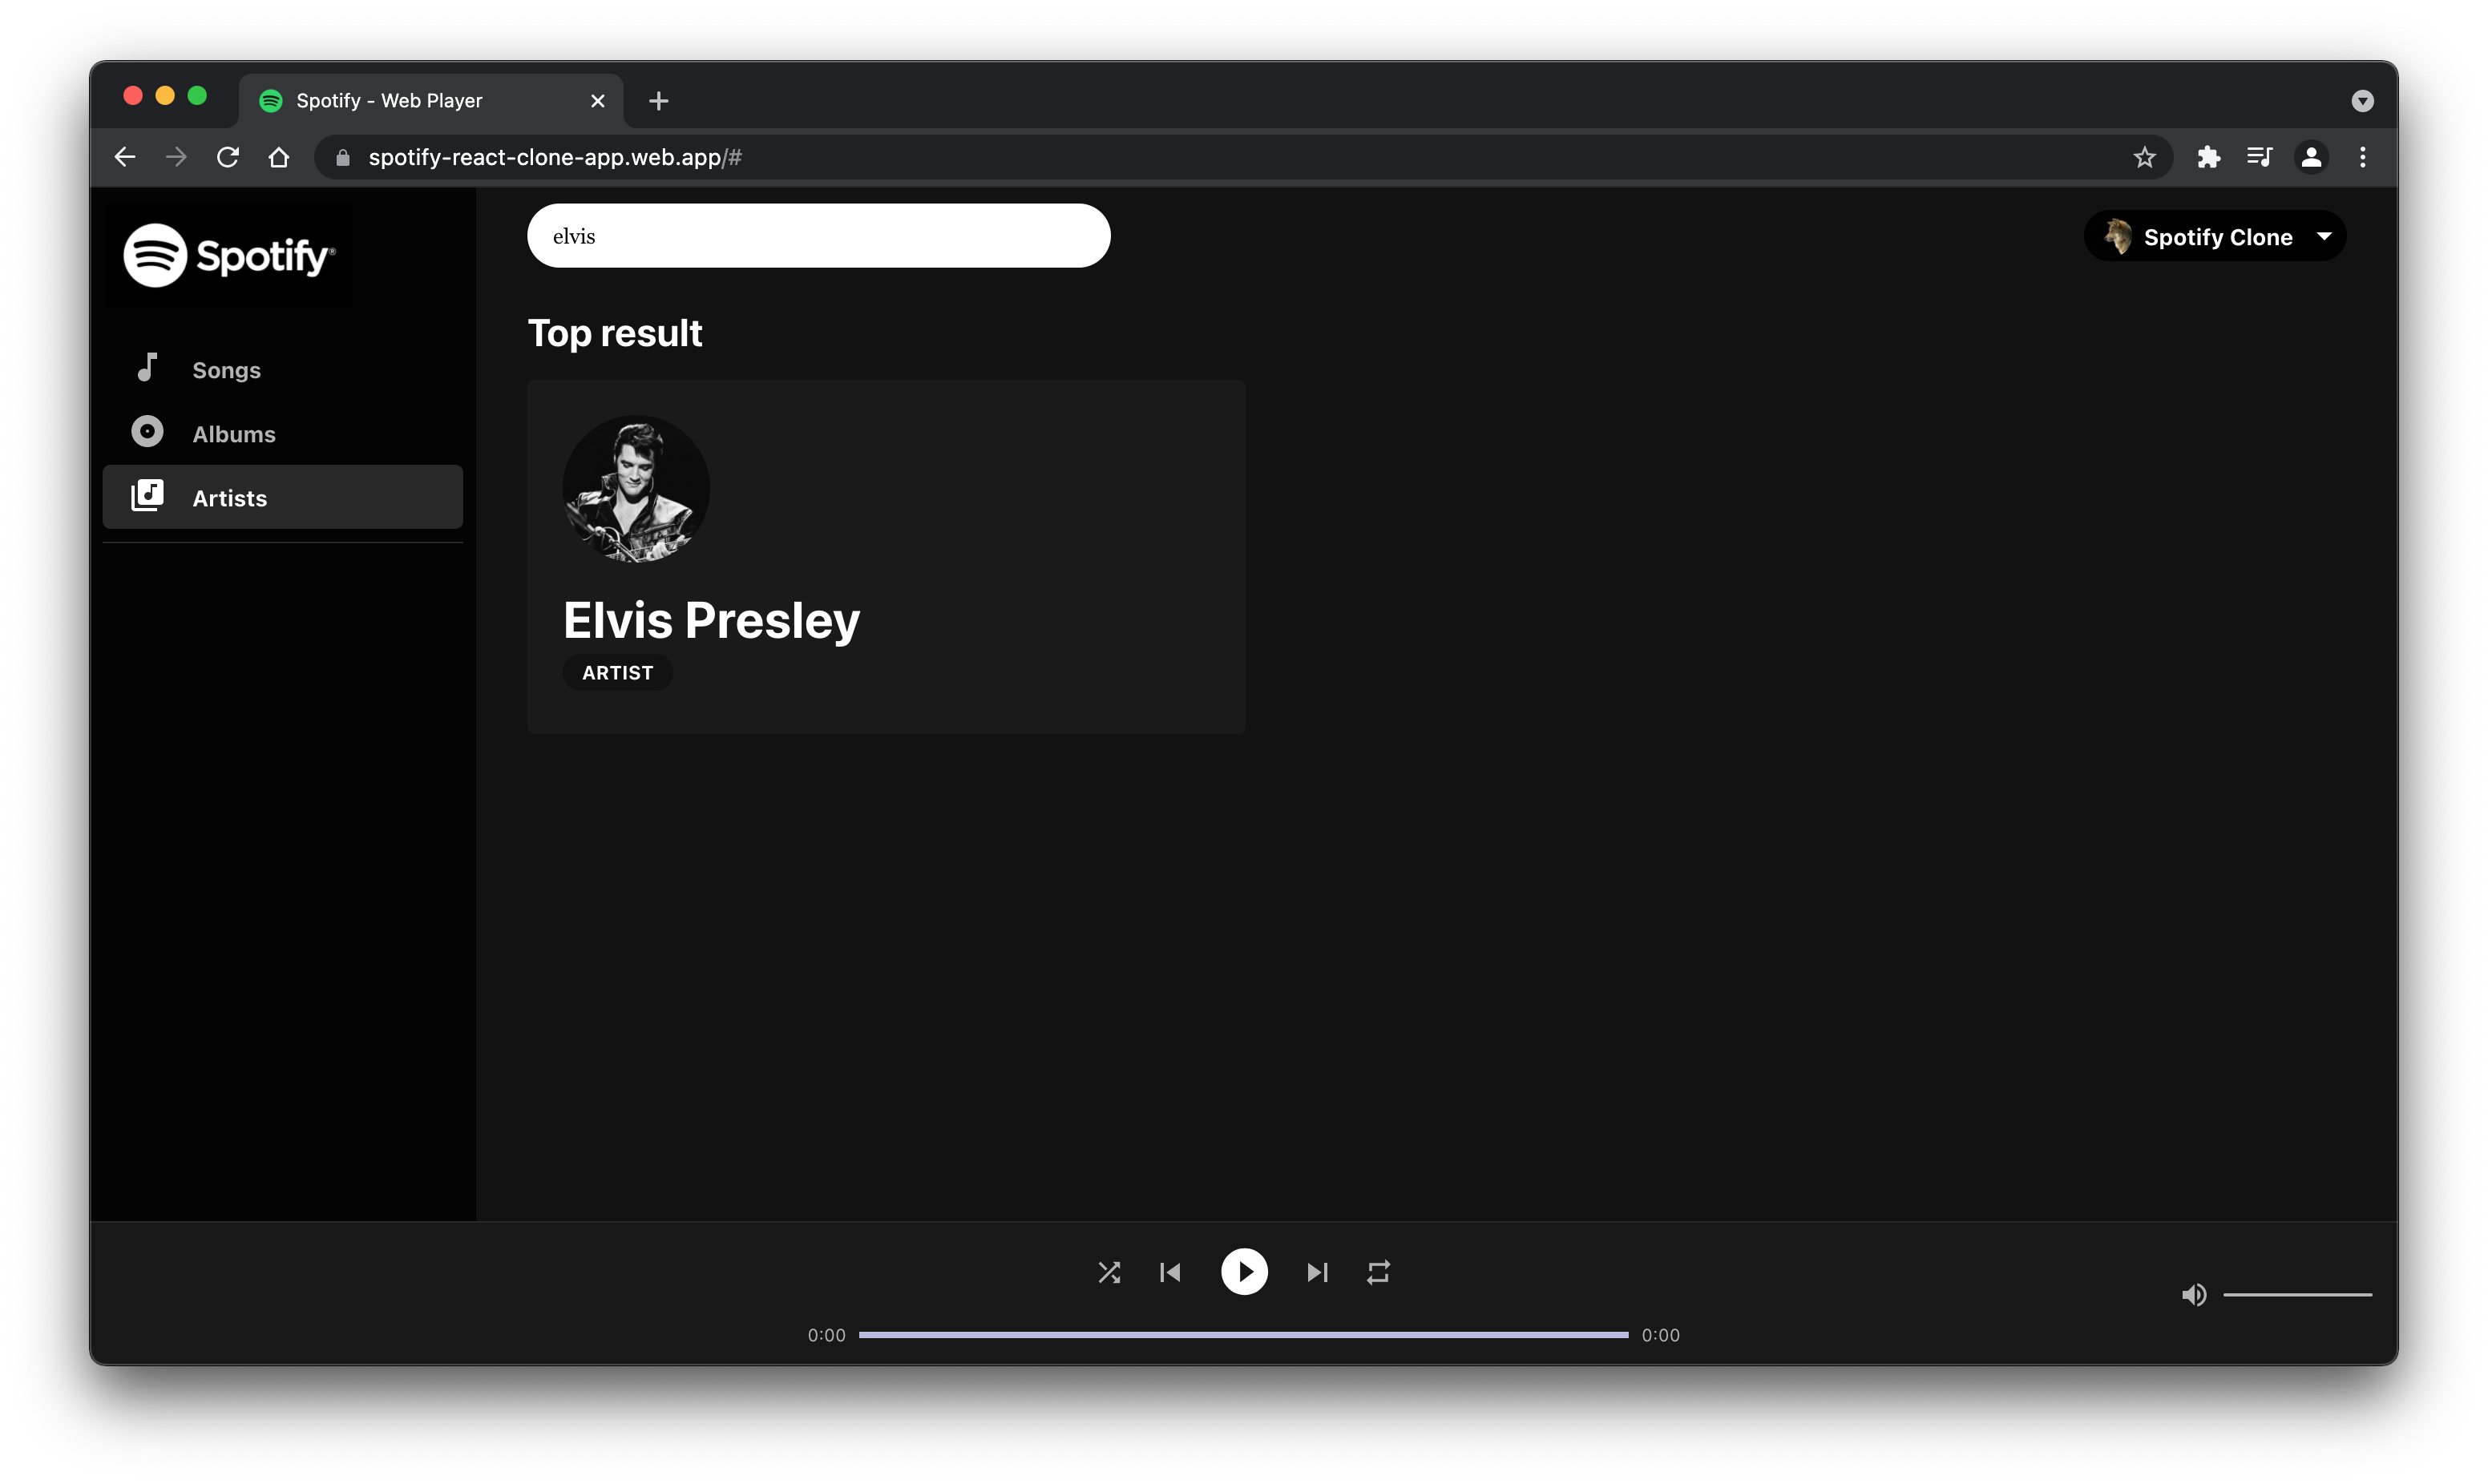 Spotify - Web Player
spotify-react-clone-app.web.app/#
Spotify®
elvis
Spotify Clone
Songs
Albums
Artists
Top result
Elvis Presley
ARTIST
0:00
0:00